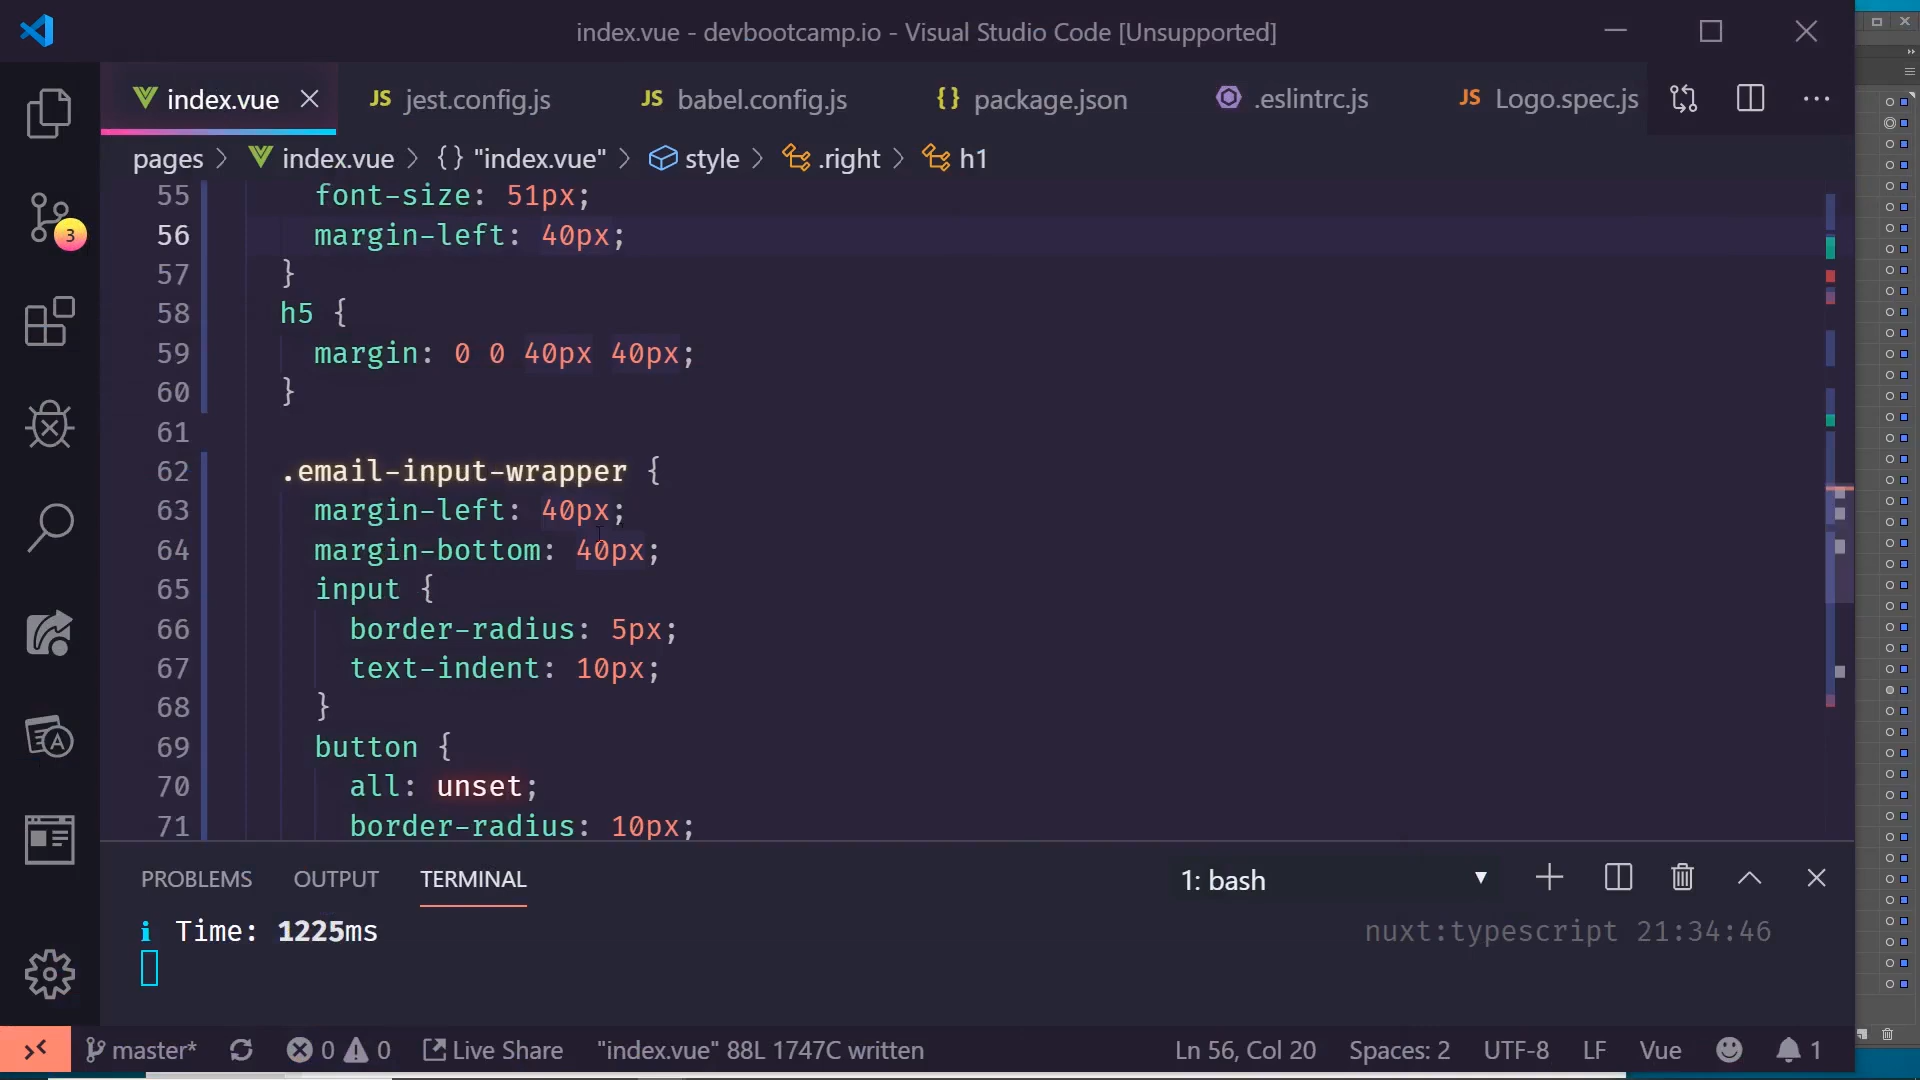 index.vue - devbootcamp.io - Visual Studio Code [Unsupported]
index.vue
JS jest.config.js
JS babel.config.js
{} package.json
.eslintrc.js
JS Logo.spec.js
pages > index.vue > {} "index.vue" > style > .right > h1
55 font-size: 51px;
56 margin-left: 40px;
57 }
58 h5 {
59 margin: 0 0 40px 40px;
60 }
61
62 .email-input-wrapper {
63 margin-left: 40px;
64 margin-bottom: 40px;
65 input {
66 border-radius: 5px;
67 text-indent: 10px;
68 }
69 button {
70 all: unset;
71 border-radius: 10px;
3
A
PROBLEMS OUTPUT TERMINAL 1: bash
i Time: 1225ms nuxt:typescript 21:34:46
master* 0 0 Live Share "index.vue" 88L 1747C written Ln 56, Col 20 Spaces: 2 UTF-8 LF Vue 1